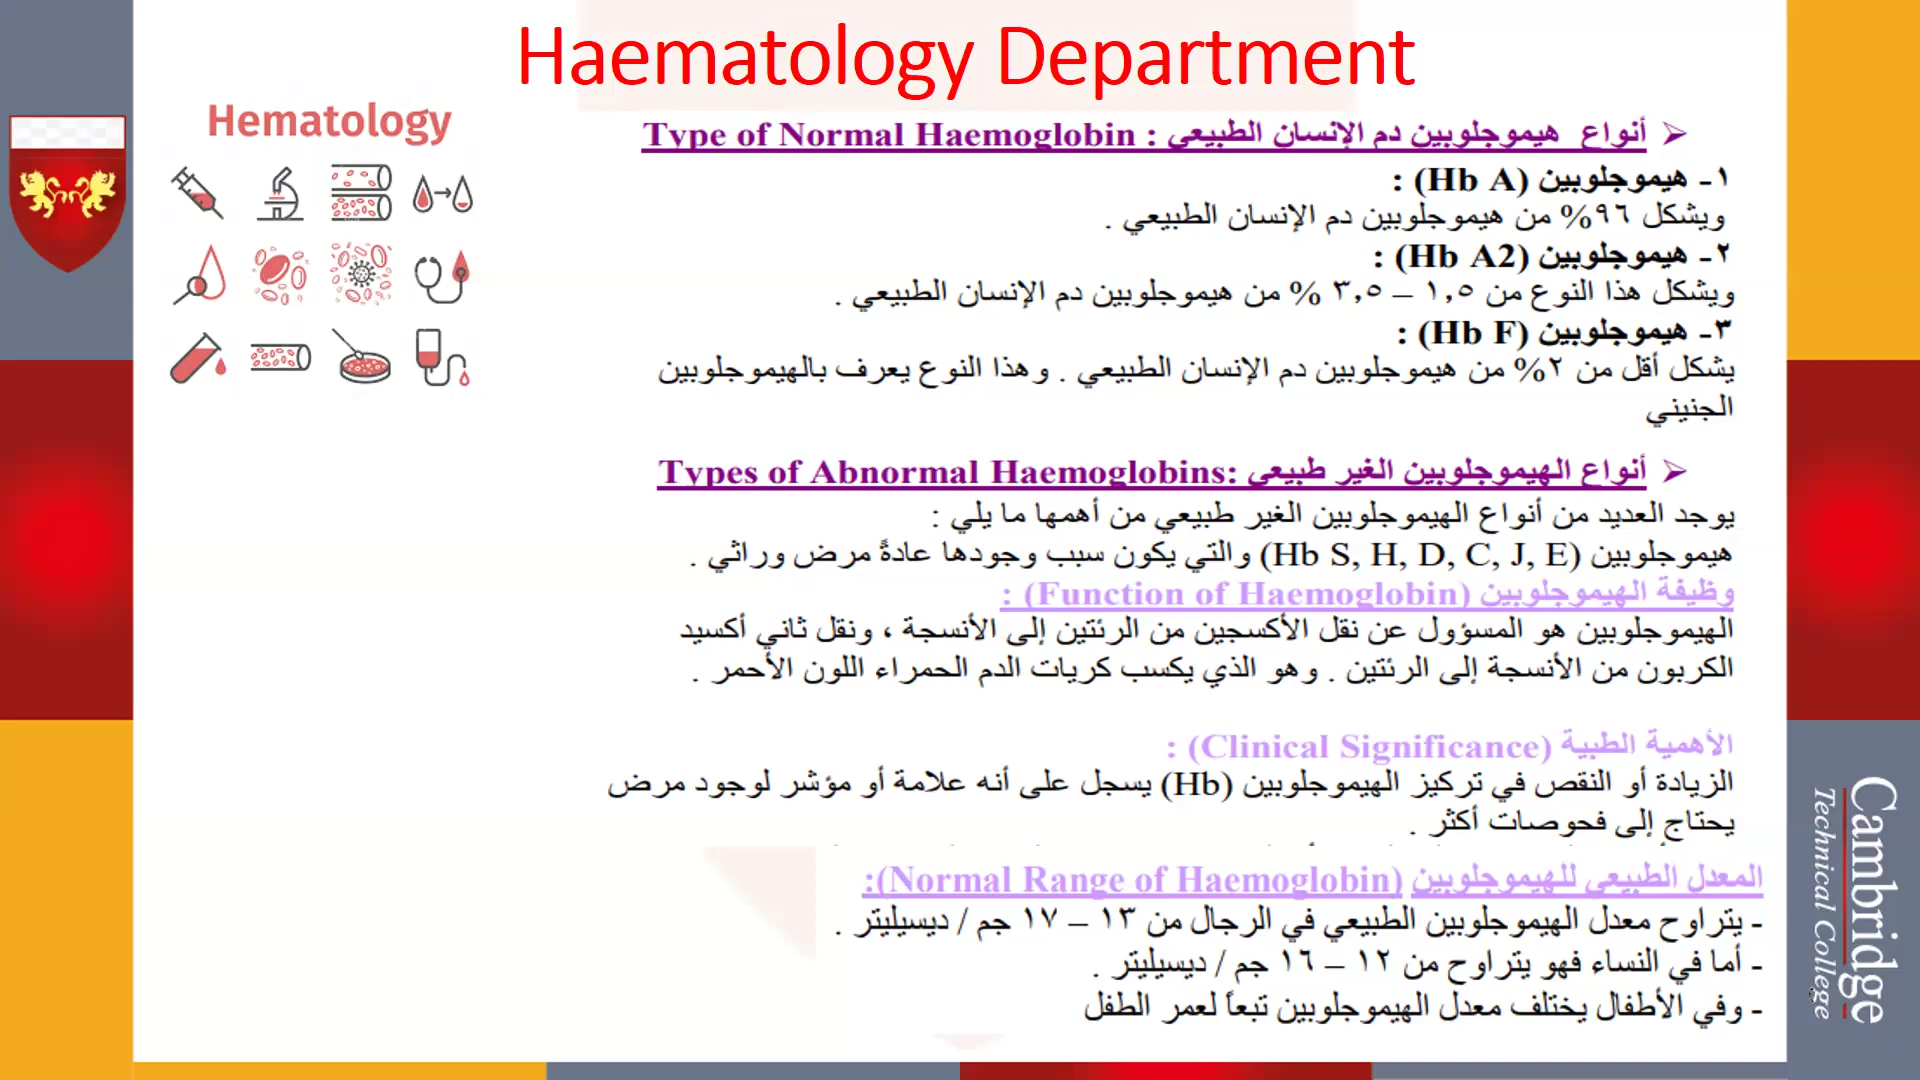 Haematology Department
Hematology
➢ أنواع هيموجلوبين دم الإنسان الطبيعي : Type of Normal Haemoglobin
١- هيموجلوبين (Hb A) :
ويشكل ٩٦% من هيموجلوبين دم الإنسان الطبيعي .
٢- هيموجلوبين (Hb A2) :
ويشكل هذا النوع من ١,٥ – ٣,٥ % من هيموجلوبين دم الإنسان الطبيعي .
٣- هيموجلوبين (Hb F) :
يشكل أقل من ٢% من هيموجلوبين دم الإنسان الطبيعي . وهذا النوع يعرف بالهيموجلوبين
الجنيني
➢ أنواع الهيموجلوبين الغير طبيعي :Types of Abnormal Haemoglobins
يوجد العديد من أنواع الهيموجلوبين الغير طبيعي من أهمها ما يلي :
هيموجلوبين (Hb S, H, D, C, J, E) والتي يكون سبب وجودها عادةً مرض وراثي .
وظيفة الهيموجلوبين (Function of Haemoglobin) :
الهيموجلوبين هو المسؤول عن نقل الأكسجين من الرئتين إلى الأنسجة ، ونقل ثاني أكسيد
الكربون من الأنسجة إلى الرئتين . وهو الذي يكسب كريات الدم الحمراء اللون الأحمر .
الأهمية الطبية (Clinical Significance) :
الزيادة أو النقص في تركيز الهيموجلوبين (Hb) يسجل على أنه علامة أو مؤشر لوجود مرض
يحتاج إلى فحوصات أكثر .
المعدل الطبيعي للهيموجلوبين (Normal Range of Haemoglobin):
- يتراوح معدل الهيموجلوبين الطبيعي في الرجال من ١٣ – ١٧ جم / ديسيليتر .
- أما في النساء فهو يتراوح من ١٢ – ١٦ جم / ديسيليتر .
- وفي الأطفال يختلف معدل الهيموجلوبين تبعاً لعمر الطفل
Cambridge
Technical College